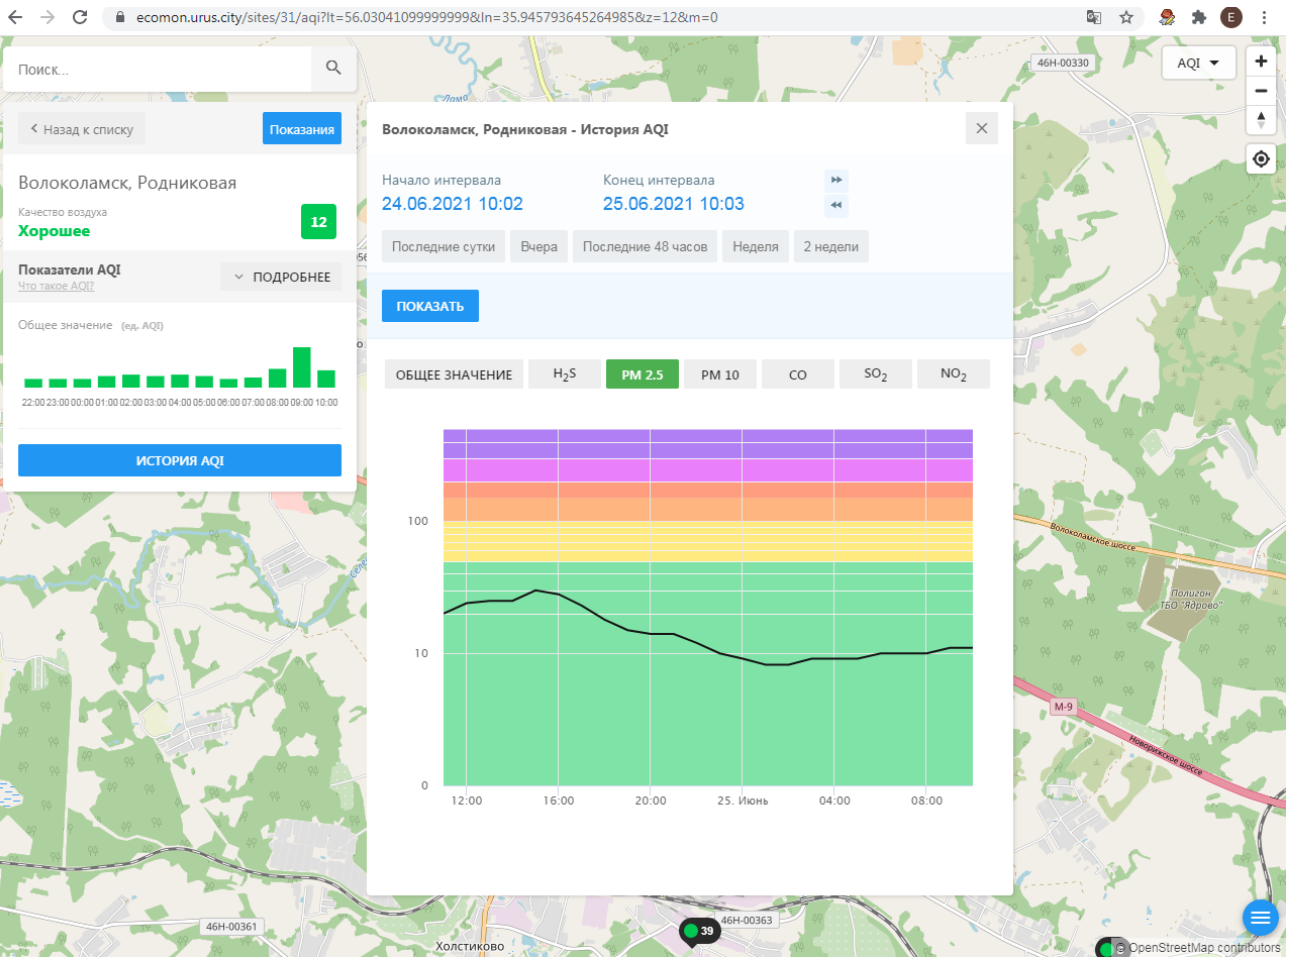 ecomon.urus.city/sites/31/aqi?lt=56.03041099999999&ln=35.945793645264985&z=12&m=0
E
Поиск...
46Н-00330
AQI
Лама
Назад к списку
Показания
Волоколамск, Родниковая - История AQI
Волоколамск, Родниковая
Качество воздуха
Хорошее
12
Начало интервала
Конец интервала
24.06.2021 10:02
25.06.2021 10:03
Последние сутки
Вчера
Последние 48 часов
Неделя
2 недели
Показатели AQI
Что такое AQI?
ПОДРОБНЕЕ
ПОКАЗАТЬ
Общее значение (ед. AQI)
22:00 23:00 00:00 01:00 02:00 03:00 04:00 05:00 06:00 07:00 08:00 09:00 10:00
ИСТОРИЯ AQI
ОБЩЕЕ ЗНАЧЕНИЕ
H2S
PM 2.5
PM 10
CO
SO2
NO2
100
10
0
12:00
16:00
20:00
25. Июнь
04:00
08:00
Волоколамское шоссе
Полигон
ТБО "Ядрово"
М-9
Новорижское шоссе
46Н-00361
46Н-00363
39
Холстиково
© OpenStreetMap contributors